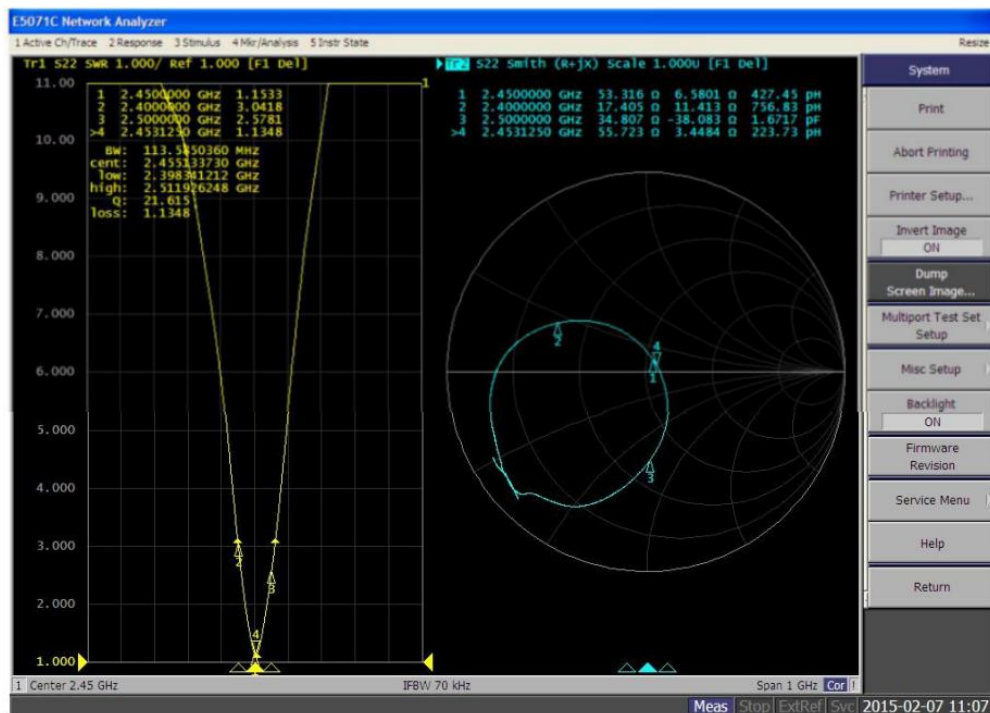 E5071C Network Analyzer
1 Active Ch/Trace 2 Response 3 Stimulus 4 Mkr/Analysis 5 Instr State
Resize
Tr1 S22 SWR 1.000/ Ref 1.000 [F1 Del]
11.00
10.00
9.000
8.000
7.000
6.000
5.000
4.000
3.000
2.000
1.000
1 2.4500000 GHz 1.1533
2 2.4000000 GHz 3.0418
3 2.5000000 GHz 2.5781
>4 2.4531250 GHz 1.1348
BW: 113.5850360 MHz
cent: 2.455133730 GHz
low: 2.398341212 GHz
high: 2.511926248 GHz
Q: 21.615
loss: 1.1348
1
2
3
4
Tr2 S22 Smith (R+jX) Scale 1.000U [F1 Del]
1 2.4500000 GHz 53.316 Ω 6.5801 Ω 427.45 pH
2 2.4000000 GHz 17.405 Ω 11.413 Ω 756.83 pH
3 2.5000000 GHz 34.807 Ω -38.083 Ω 1.6717 pF
>4 2.4531250 GHz 55.723 Ω 3.4484 Ω 223.73 pH
2
4
1
3
System
Print
Abort Printing
Printer Setup...
Invert Image
ON
Dump
Screen Image...
Multiport Test Set
Setup
Misc Setup
Backlight
ON
Firmware
Revision
Service Menu
Help
Return
1 Center 2.45 GHz
IFBW 70 kHz
Span 1 GHz Cor !
Meas Stop ExtRef Svc 2015-02-07 11:07